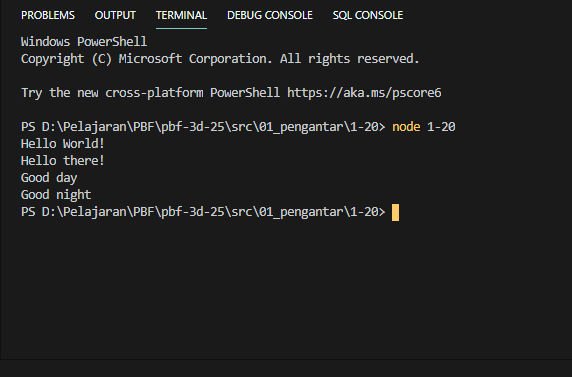 PROBLEMS OUTPUT TERMINAL DEBUG CONSOLE SQL CONSOLE
Windows PowerShell
Copyright (C) Microsoft Corporation. All rights reserved.
Try the new cross-platform PowerShell https://aka.ms/pscore6
PS D:\Pelajaran\PBF\pbf-3d-25\src\01_pengantar\1-20> node 1-20
Hello World!
Hello there!
Good day
Good night
PS D:\Pelajaran\PBF\pbf-3d-25\src\01_pengantar\1-20>